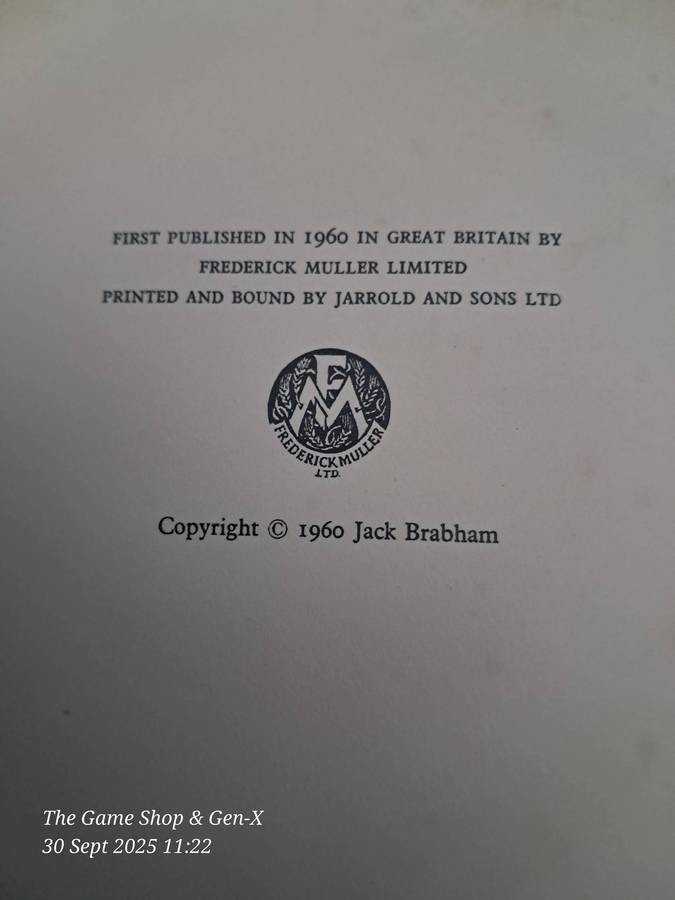 FIRST PUBLISHED IN 1960 IN GREAT BRITAIN BY
FREDERICK MULLER LIMITED
PRINTED AND BOUND BY JARROLD AND SONS LTD
FM
FREDERICK MULLER
LTD.
Copyright © 1960 Jack Brabham
The Game Shop & Gen-X
30 Sept 2025 11:22